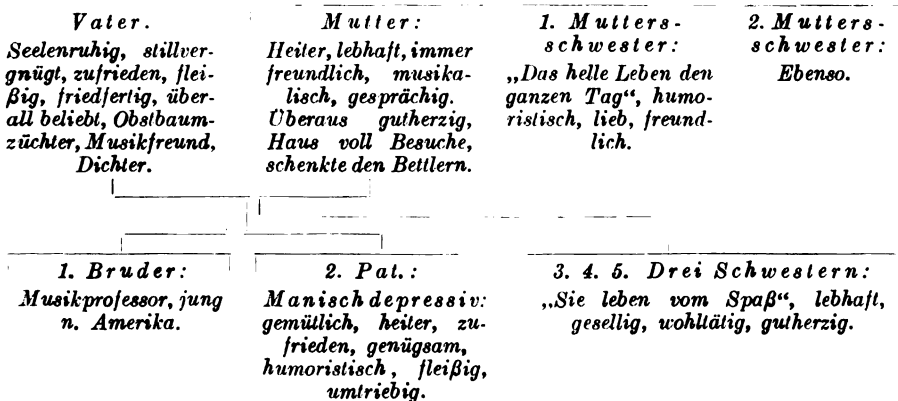 Vater.
Seelenruhig, stillver-
gnügt, zufrieden, flei-
ßig, friedfertig, über-
all beliebt, Obstbaum-
züchter, Musikfreund,
Dichter.
Mutter:
Heiter, lebhaft, immer
freundlich, musika-
lisch, gesprächig.
Überaus gutherzig,
Haus voll Besuche,
schenkte den Bettlern.
1. Mutters-
schwester:
„Das helle Leben den
ganzen Tag“, humo-
ristisch, lieb, freund-
lich.
2. Mutters-
schwester:
Ebenso.
1. Bruder:
Musikprofessor, jung
n. Amerika.
2. Pat.:
Manischdepressiv:
gemütlich, heiter, zu-
frieden, genügsam,
humoristisch, fleißig,
umtriebig.
3. 4. 5. Drei Schwestern:
„Sie leben vom Spaß“, lebhaft,
gesellig, wohltätig, gutherzig.